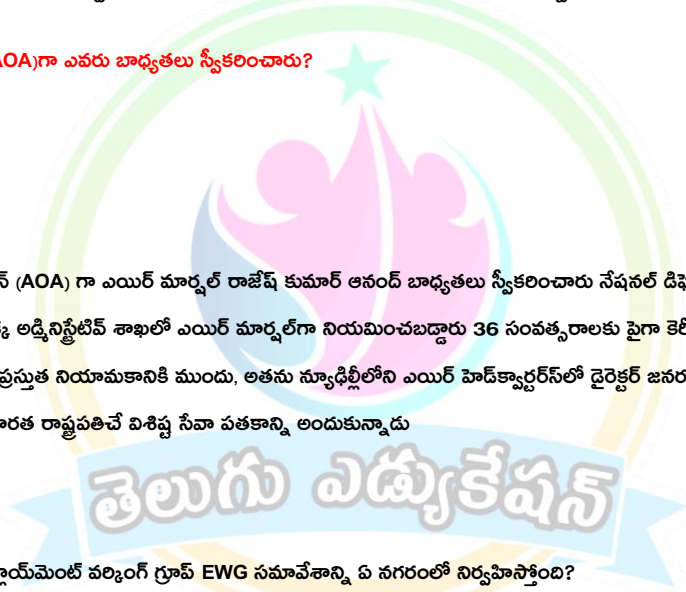 AOA)గా ఎవరు బాధ్యతలు స్వీకరించారు?
న్ (AOA) గా ఎయిర్ మార్షల్ రాజేష్ కుమార్ ఆనంద్ బాధ్యతలు స్వీకరించారు నేషనల్ డిఫె
అడ్మినిస్ట్రేటివ్ శాఖలో ఎయిర్ మార్షల్‌గా నియమించబడ్డారు 36 సంవత్సరాలకు పైగా కెరీ
ప్రస్తుత నియామకానికి ముందు, అతను న్యూఢిల్లీలోని ఎయిర్ హెడ్‌క్వార్టర్స్‌లో డైరెక్టర్ జనర
రత రాష్ట్రపతిచే విశిష్ట సేవా పతకాన్ని అందుకున్నాడు
తెలుగు ఎడ్యుకేషన్
్లాయ్‌మెంట్ వర్కింగ్ గ్రూప్ EWG సమావేశాన్ని ఏ నగరంలో నిర్వహిస్తోంది?